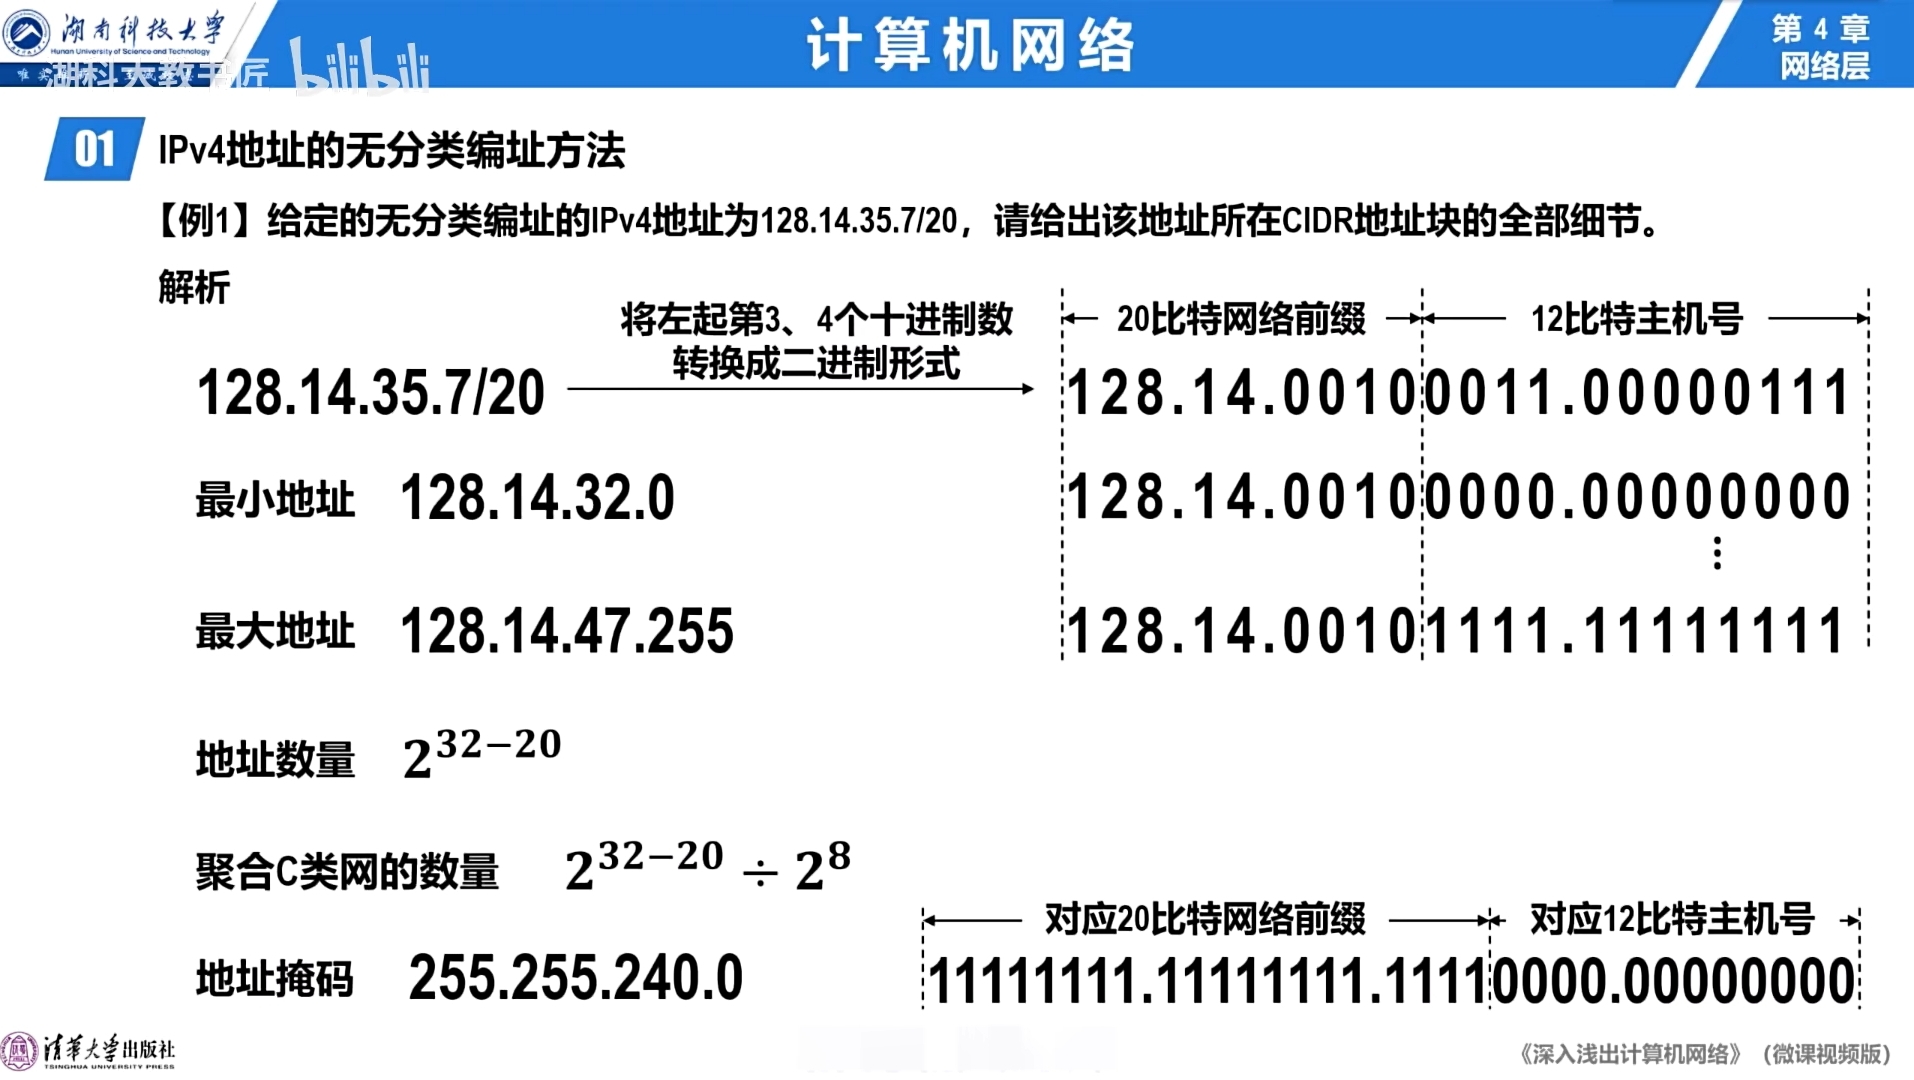 湖南科技大学
Hunan University of Science and Technology
湖科大教书匠 bilibili
计算机网络
第 4 章
网络层
01 IPv4地址的无分类编址方法
【例1】给定的无分类编址的IPv4地址为128.14.35.7/20，请给出该地址所在CIDR地址块的全部细节。
解析
将左起第3、4个十进制数
转换成二进制形式
20比特网络前缀 12比特主机号
128.14.35.7/20 128.14.00100011.00000111
最小地址 128.14.32.0 128.14.00100000.00000000
⋮
最大地址 128.14.47.255 128.14.00101111.11111111
地址数量 2^{32−20}
聚合C类网的数量 2^{32−20} ÷ 2^8
对应20比特网络前缀 对应12比特主机号
地址掩码 255.255.240.0 11111111.11111111.11110000.00000000
清华大学出版社
TSINGHUA UNIVERSITY PRESS
《深入浅出计算机网络》（微课视频版）